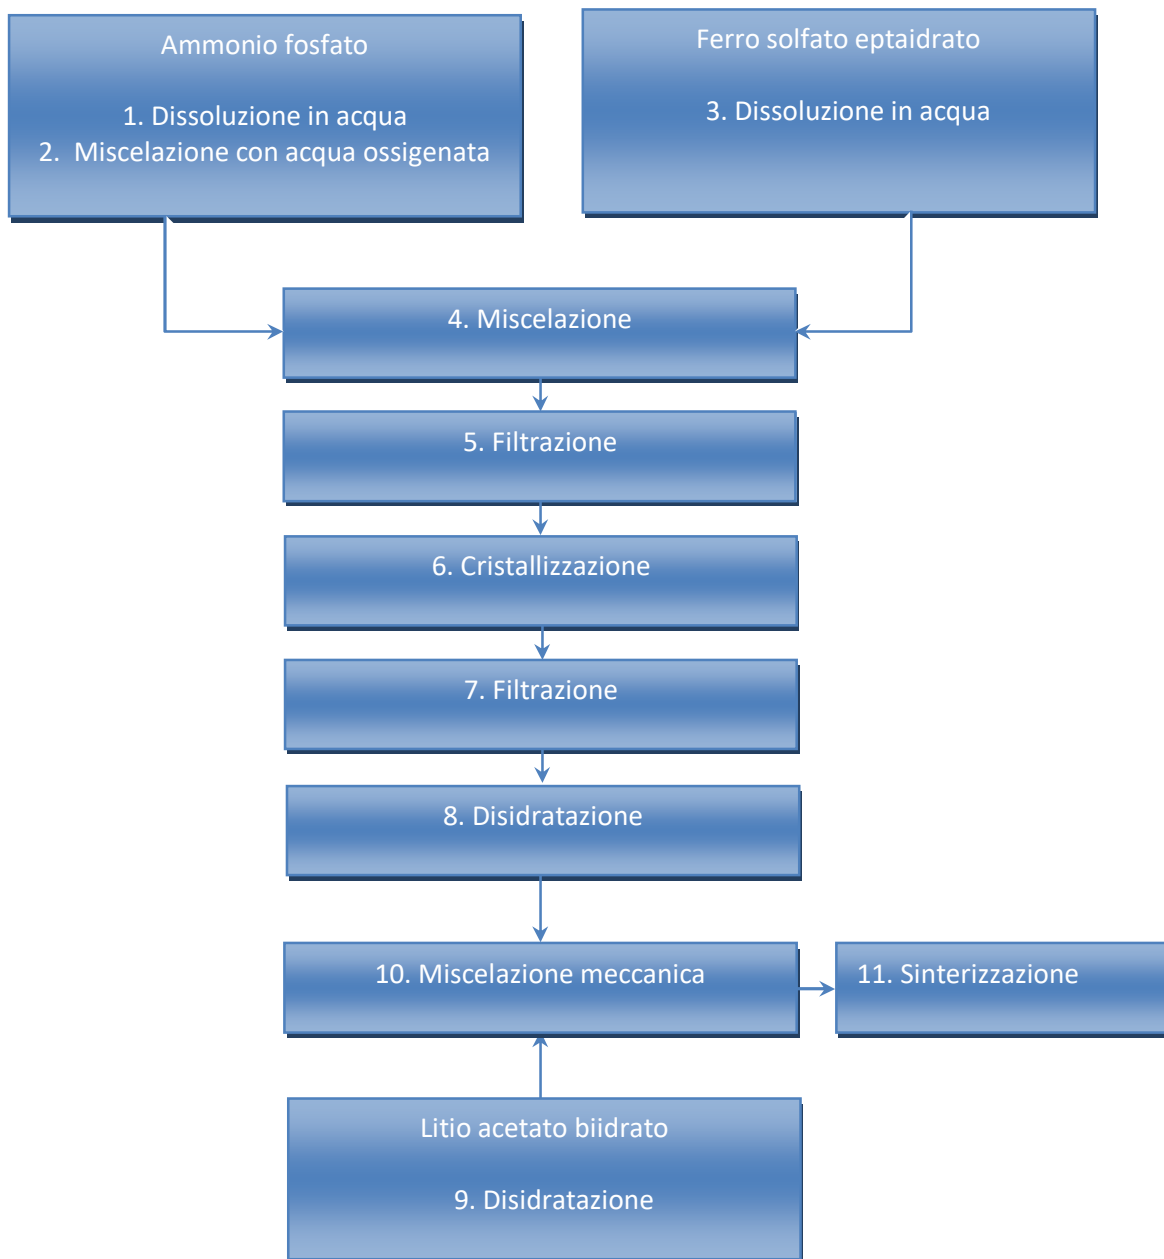 Ammonio fosfato
1. Dissoluzione in acqua
2. Miscelazione con acqua ossigenata
Ferro solfato eptaidrato
3. Dissoluzione in acqua
4. Miscelazione
5. Filtrazione
6. Cristallizzazione
7. Filtrazione
8. Disidratazione
10. Miscelazione meccanica
11. Sinterizzazione
Litio acetato biidrato
9. Disidratazione